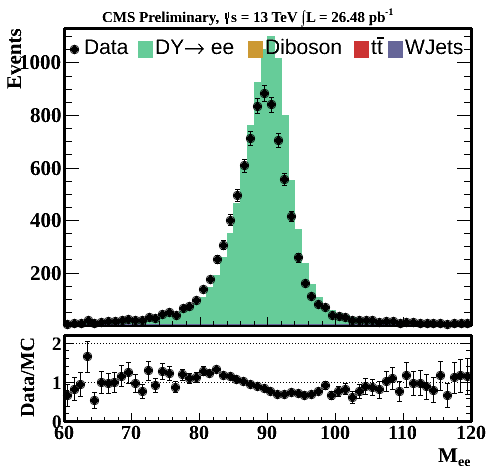 CMS Preliminary, √s = 13 TeV ∫L = 26.48 pb⁻¹
Events
Data DY→ ee Diboson tt̄ WJets
1000
800
600
400
200
Data/MC
2
1
0
60 70 80 90 100 110 120
M_ee